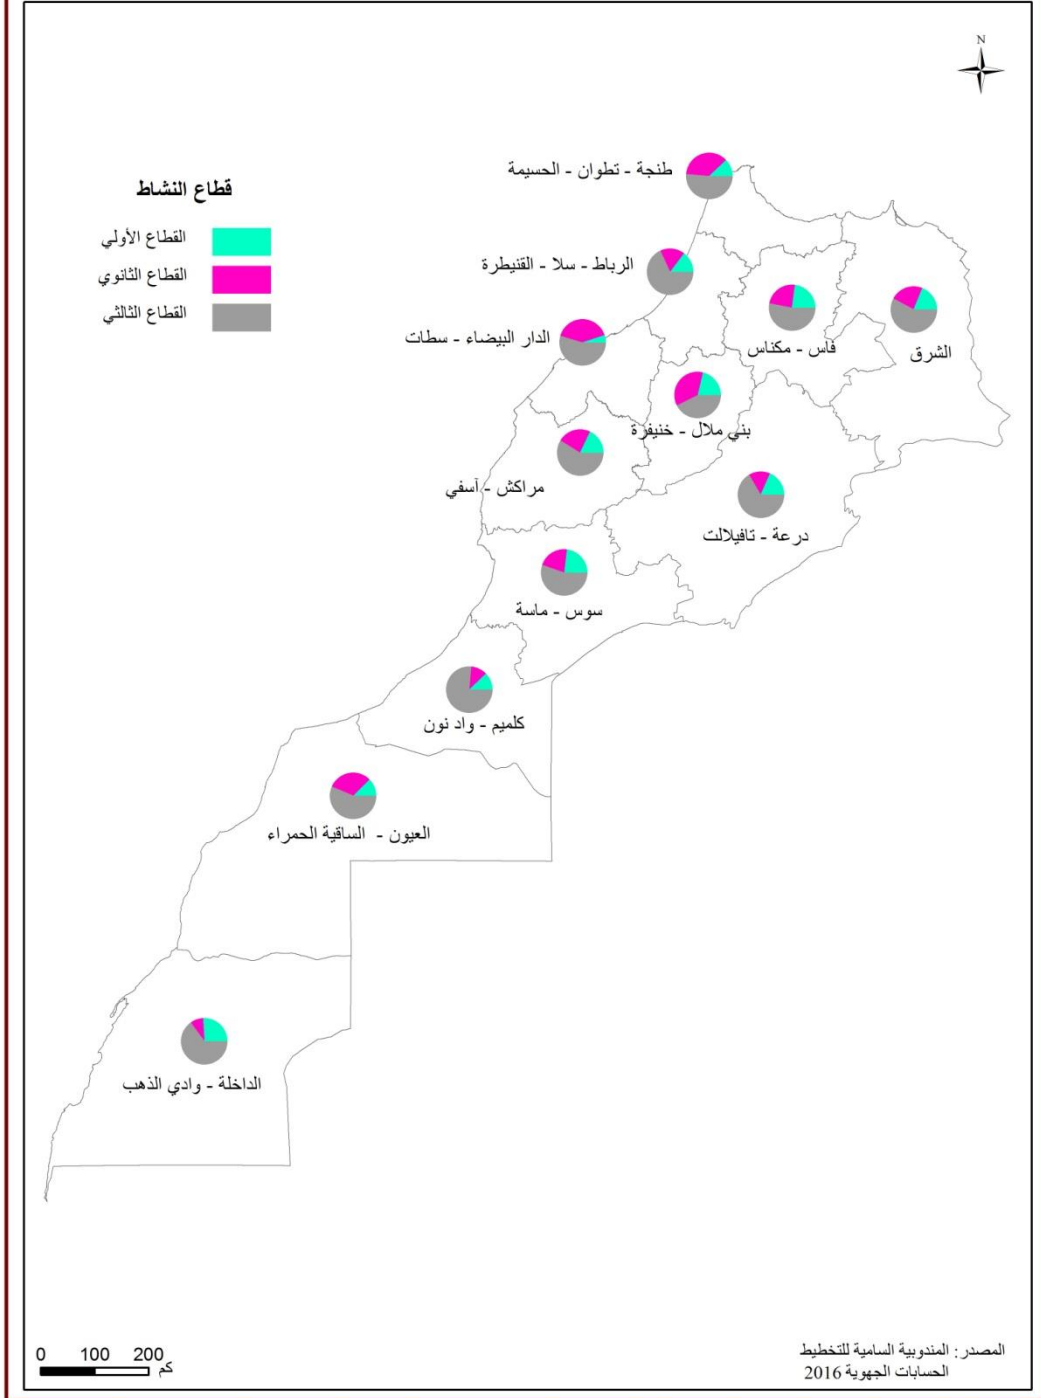 N
طنجة - تطوان - الحسيمة
قطاع النشاط
القطاع الأولي
القطاع الثانوي
القطاع الثالثي
الرباط - سلا - القنيطرة
الدار البيضاء - سطات
فاس - مكناس
الشرق
بني ملال - خنيفرة
مراكش - آسفي
درعة - تافيلالت
سوس - ماسة
كلميم - واد نون
العيون - الساقية الحمراء
الداخلة - وادي الذهب
0 100 200
كم
المصدر: المندوبية السامية للتخطيط
الحسابات الجهوية 2016